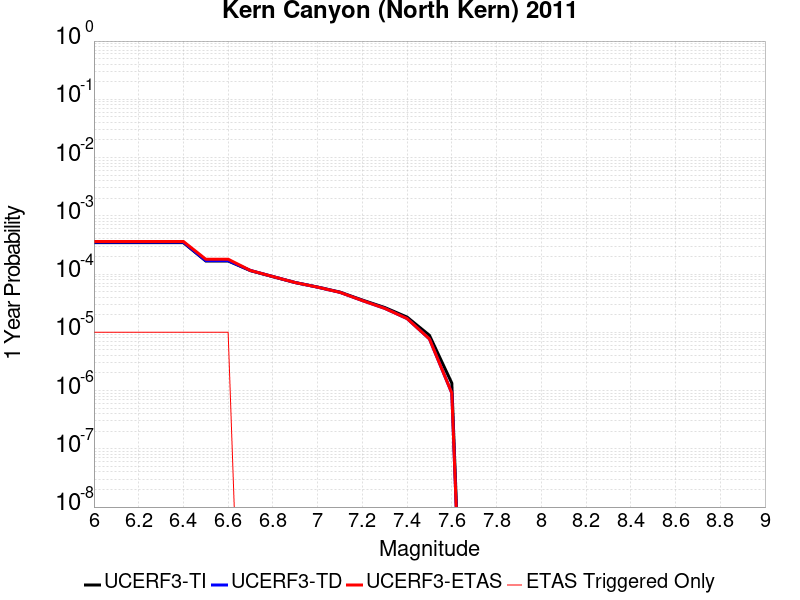 Kern Canyon (North Kern) 2011
10^0
10^-1
10^-2
10^-3
10^-4
10^-5
10^-6
10^-7
10^-8
1 Year Probability
6 6.2 6.4 6.6 6.8 7 7.2 7.4 7.6 7.8 8 8.2 8.4 8.6 8.8 9
Magnitude
UCERF3-TI UCERF3-TD UCERF3-ETAS ETAS Triggered Only